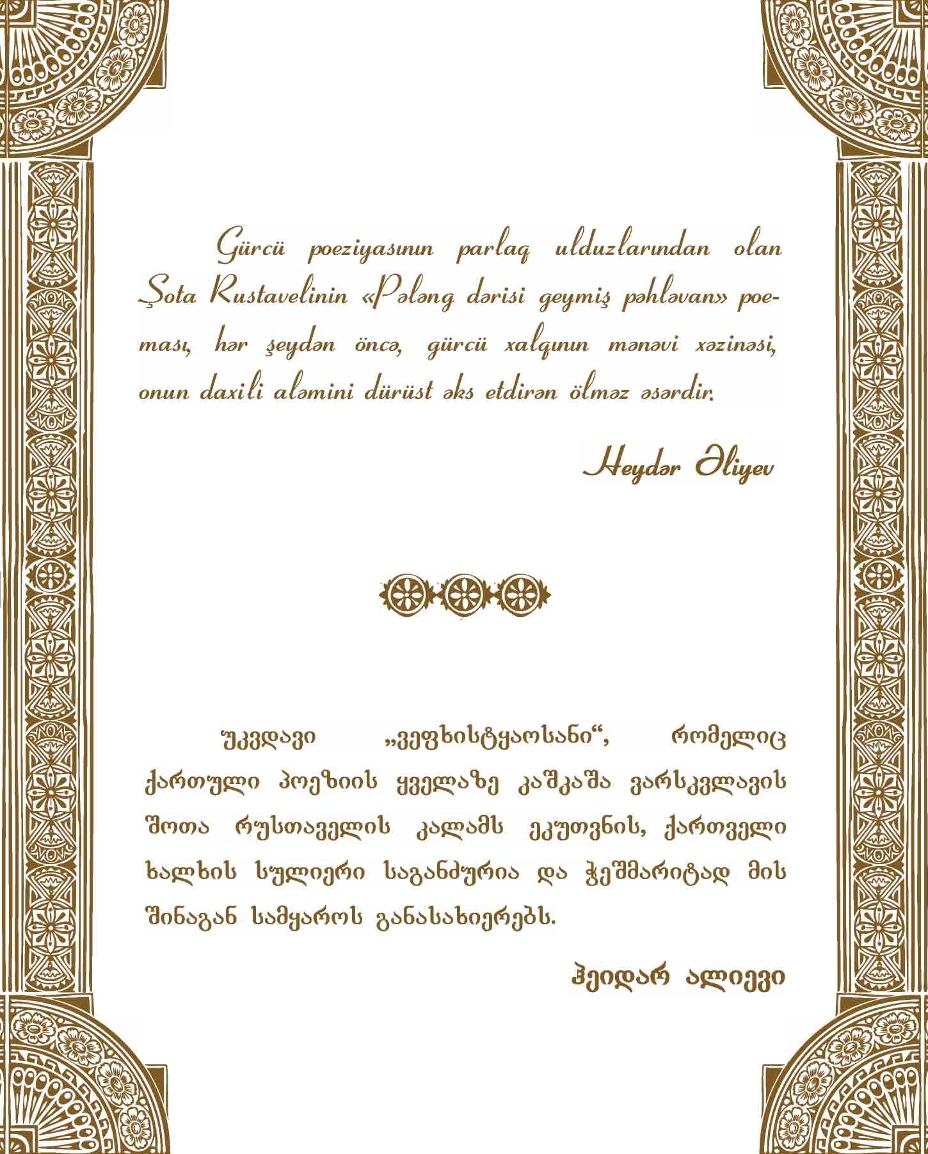 Gürcü poeziyasının parlaq ulduzlarından olan
Şota Rustavelinin «Pələng dərisi geymiş pəhləvan» poe-
ması, hər şeydən öncə, gürcü xalqının mənəvi xəzinəsi,
onun daxili aləmini dürüst əks etdirən ölməz əsərdir.
Heydər Əliyev
უკვდავი „ვეფხისტყაოსანი“, რომელიც
ქართული პოეზიის ყველაზე კაშკაშა ვარსკვლავის
შოთა რუსთაველის კალამს ეკუთვნის, ქართველი
ხალხის სულიერი საგანძურია და ჭეშმარიტად მის
შინაგან სამყაროს განასახიერებს.
ჰეიდარ ალიევი